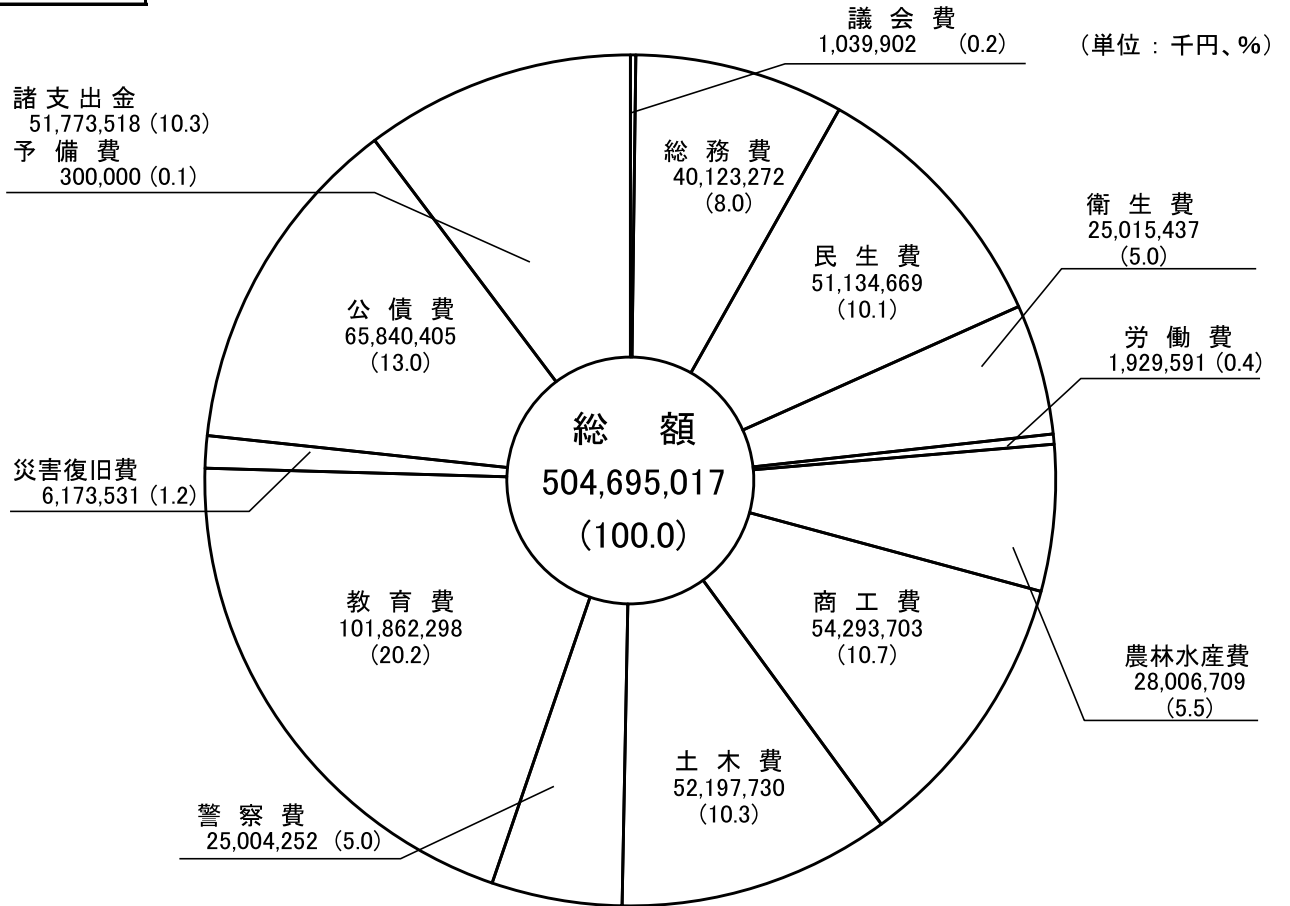 議会費
1,039,902 (0.2)
(単位：千円、%)
諸支出金
51,773,518 (10.3)
予備費
300,000 (0.1)
総務費
40,123,272
(8.0)
衛生費
25,015,437
(5.0)
民生費
51,134,669
(10.1)
公債費
65,840,405
(13.0)
労働費
1,929,591 (0.4)
総額
504,695,017
(100.0)
災害復旧費
6,173,531 (1.2)
教育費
101,862,298
(20.2)
商工費
54,293,703
(10.7)
農林水産費
28,006,709
(5.5)
土木費
52,197,730
(10.3)
警察費
25,004,252 (5.0)